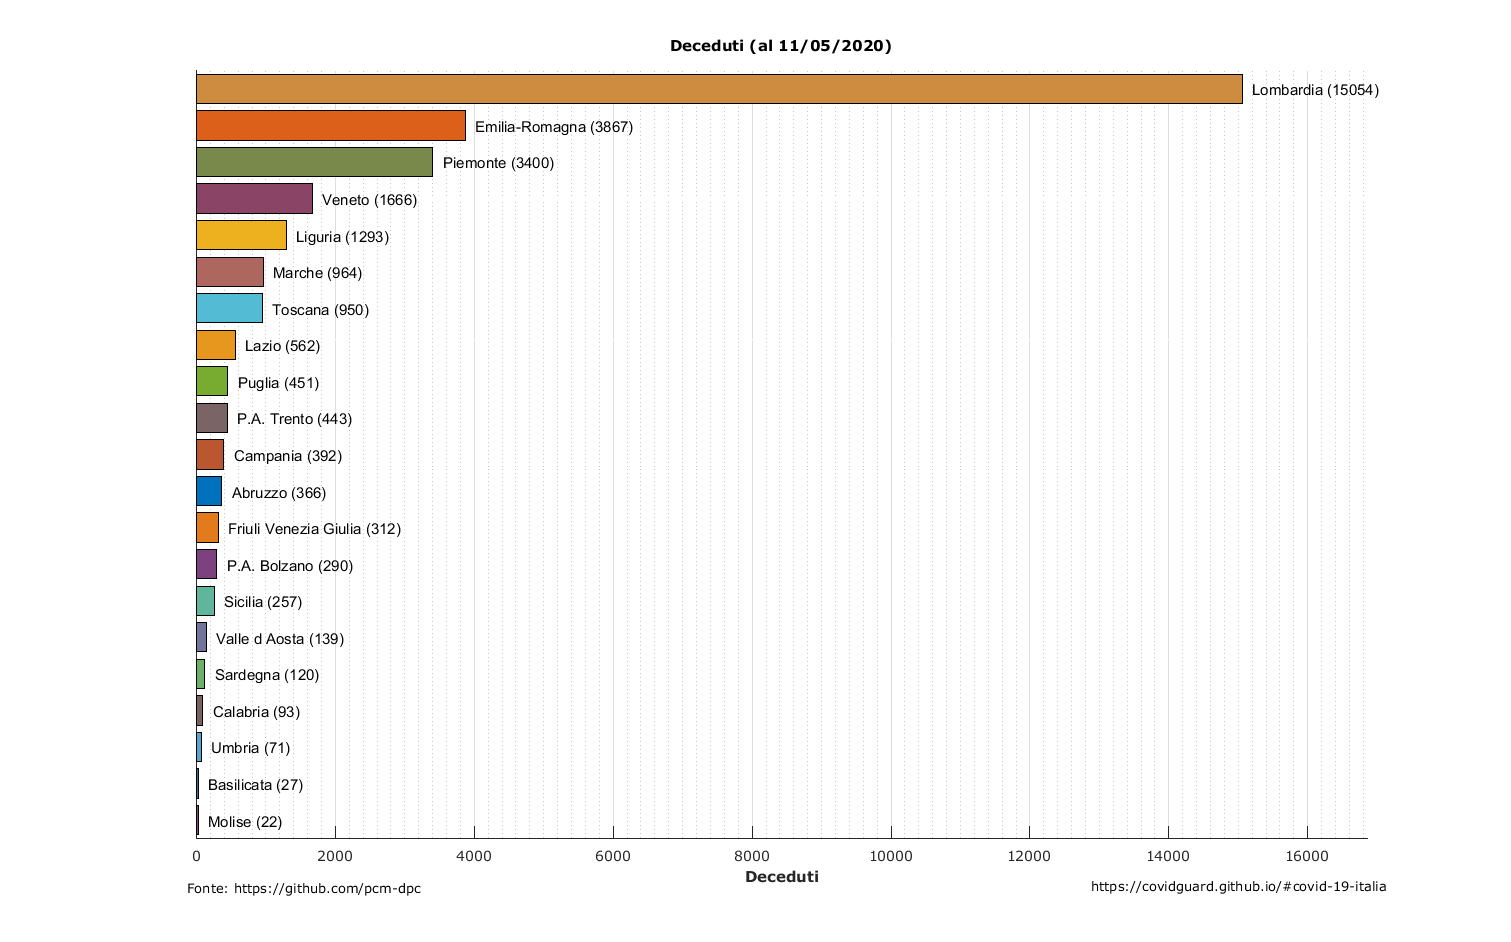 Deceduti (al 11/05/2020)
Lombardia (15054)
Emilia-Romagna (3867)
Piemonte (3400)
Veneto (1666)
Liguria (1293)
Marche (964)
Toscana (950)
Lazio (562)
Puglia (451)
P.A. Trento (443)
Campania (392)
Abruzzo (366)
Friuli Venezia Giulia (312)
P.A. Bolzano (290)
Sicilia (257)
Valle d Aosta (139)
Sardegna (120)
Calabria (93)
Umbria (71)
Basilicata (27)
Molise (22)
0 2000 4000 6000 8000 10000 12000 14000 16000
Deceduti
Fonte: https://github.com/pcm-dpc
https://covidguard.github.io/#covid-19-italia